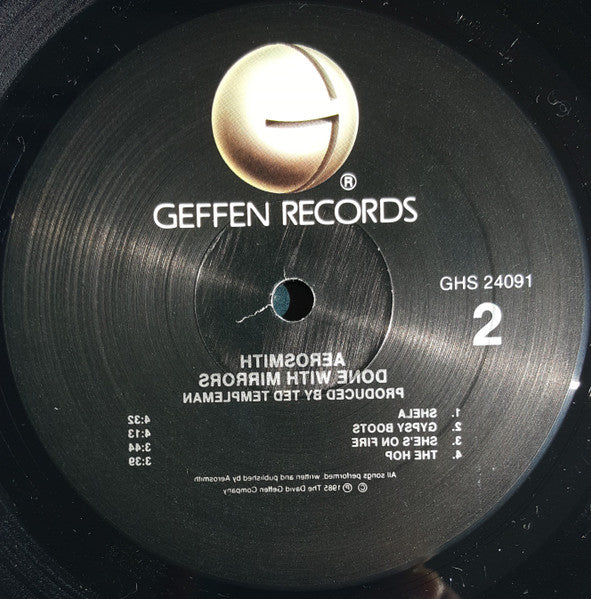 ®
GEFFEN RECORDS
GHS 24091
2
AEROSMITH
DONE WITH MIRRORS
PRODUCED BY TED TEMPLEMAN
1. SHELA 4:32
2. GYPSY BOOTS 4:13
3. SHE'S ON FIRE 3:44
4. THE HOP 3:39
All songs performed, written and published by Aerosmith
© ℗ 1985 The David Geffen Company